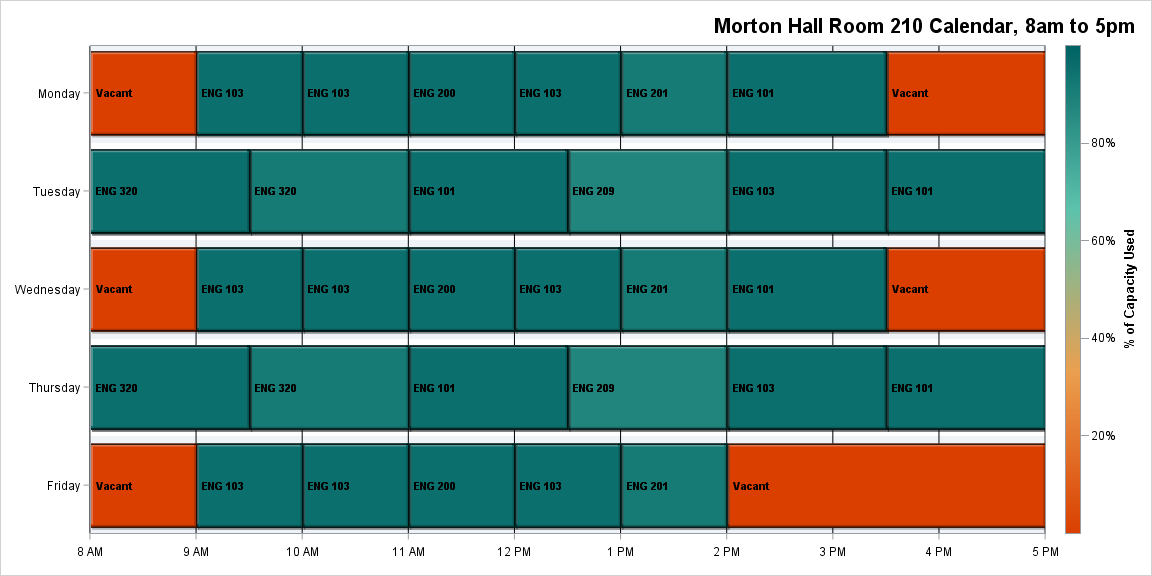 Morton Hall Room 210 Calendar, 8am to 5pm
Monday
Vacant
ENG 103
ENG 103
ENG 200
ENG 103
ENG 201
ENG 101
Vacant
Tuesday
ENG 320
ENG 320
ENG 101
ENG 209
ENG 103
ENG 101
Wednesday
Vacant
ENG 103
ENG 103
ENG 200
ENG 103
ENG 201
ENG 101
Vacant
Thursday
ENG 320
ENG 320
ENG 101
ENG 209
ENG 103
ENG 101
Friday
Vacant
ENG 103
ENG 103
ENG 200
ENG 103
ENG 201
Vacant
8 AM
9 AM
10 AM
11 AM
12 PM
1 PM
2 PM
3 PM
4 PM
5 PM
80%
60%
40%
20%
% of Capacity Used